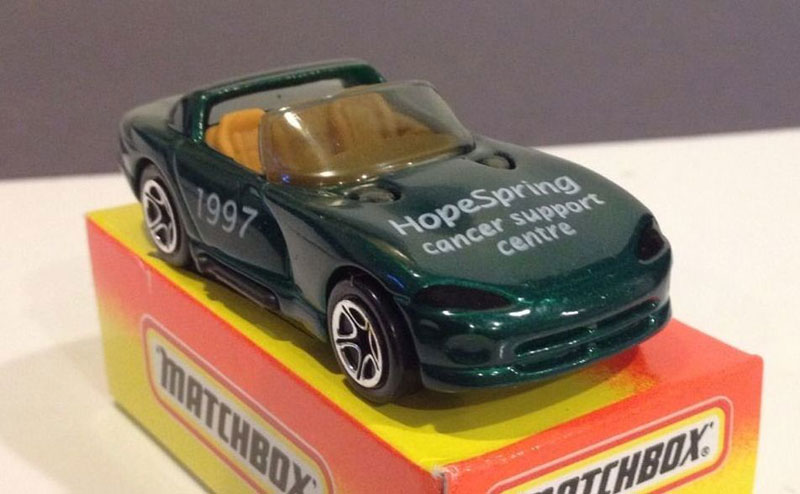 1997
HopeSpring
cancer support
centre
MATCHBOX
MATCHBOX®